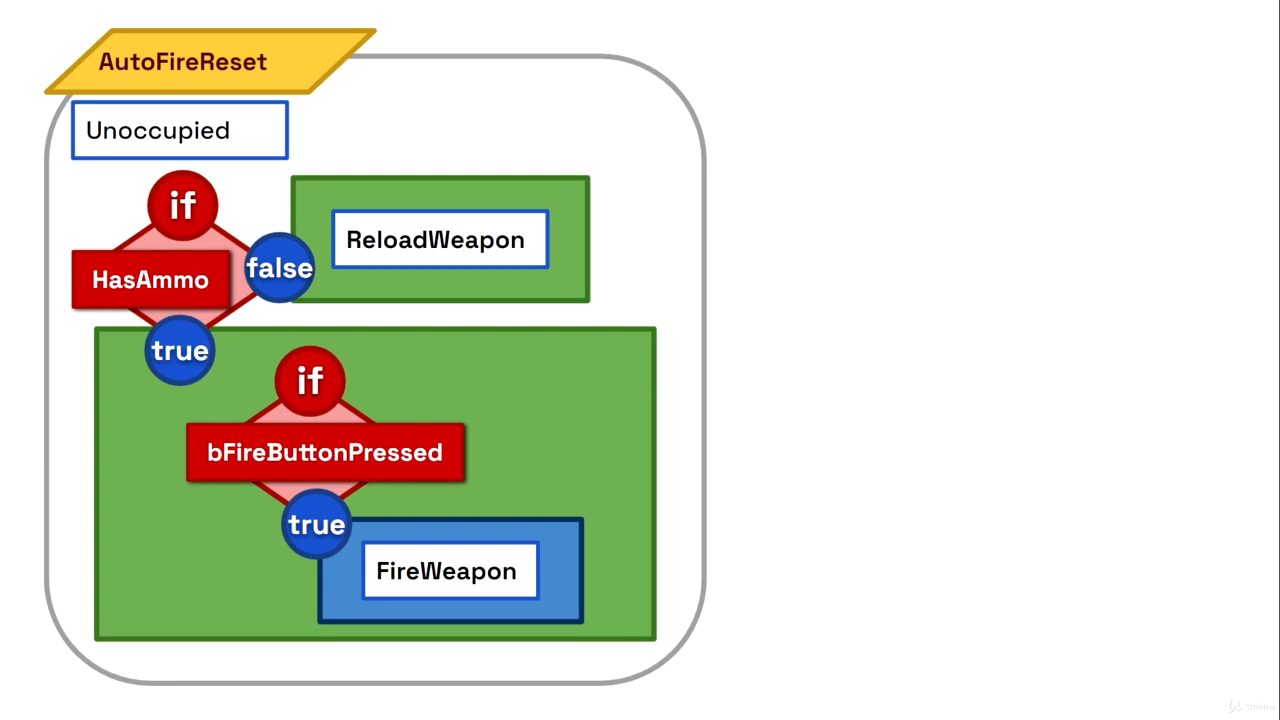 AutoFireReset
Unoccupied
if
HasAmmo
false
ReloadWeapon
true
if
bFireButtonPressed
true
FireWeapon